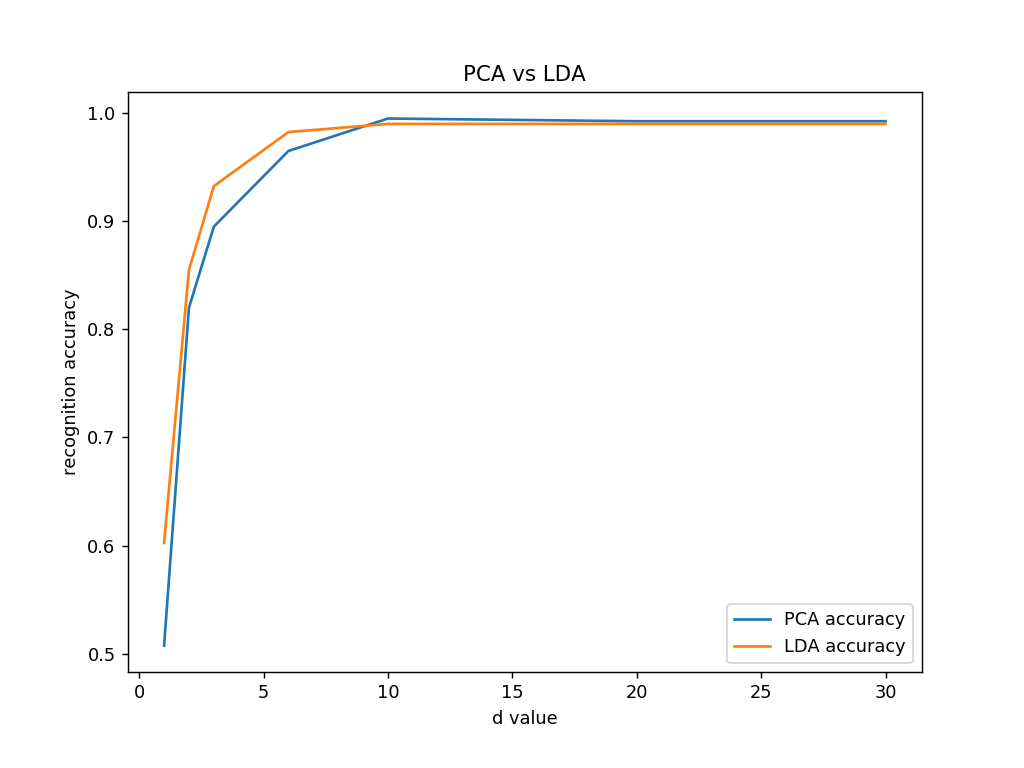 PCA vs LDA
1.0
0.9
0.8
0.7
0.6
0.5
recognition accuracy
PCA accuracy
LDA accuracy
0 5 10 15 20 25 30
d value